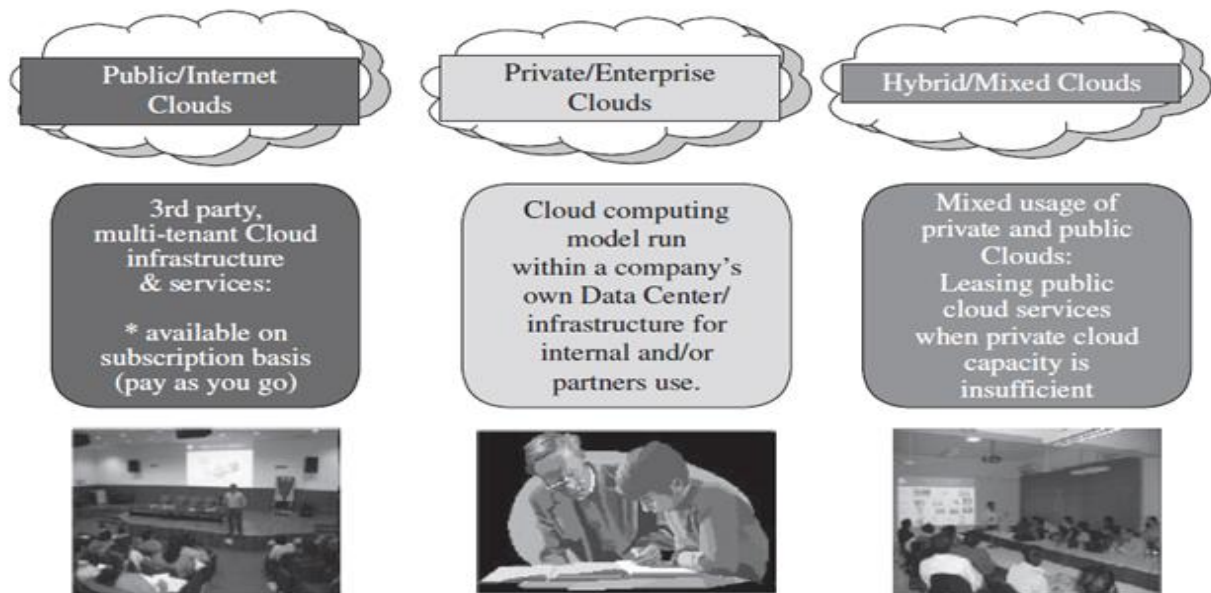 Public/Internet
Clouds
3rd party,
multi-tenant Cloud
infrastructure
& services:
* available on
subscription basis
(pay as you go)
Private/Enterprise
Clouds
Cloud computing
model run
within a company’s
own Data Center/
infrastructure for
internal and/or
partners use.
Hybrid/Mixed Clouds
Mixed usage of
private and public
Clouds:
Leasing public
cloud services
when private cloud
capacity is
insufficient